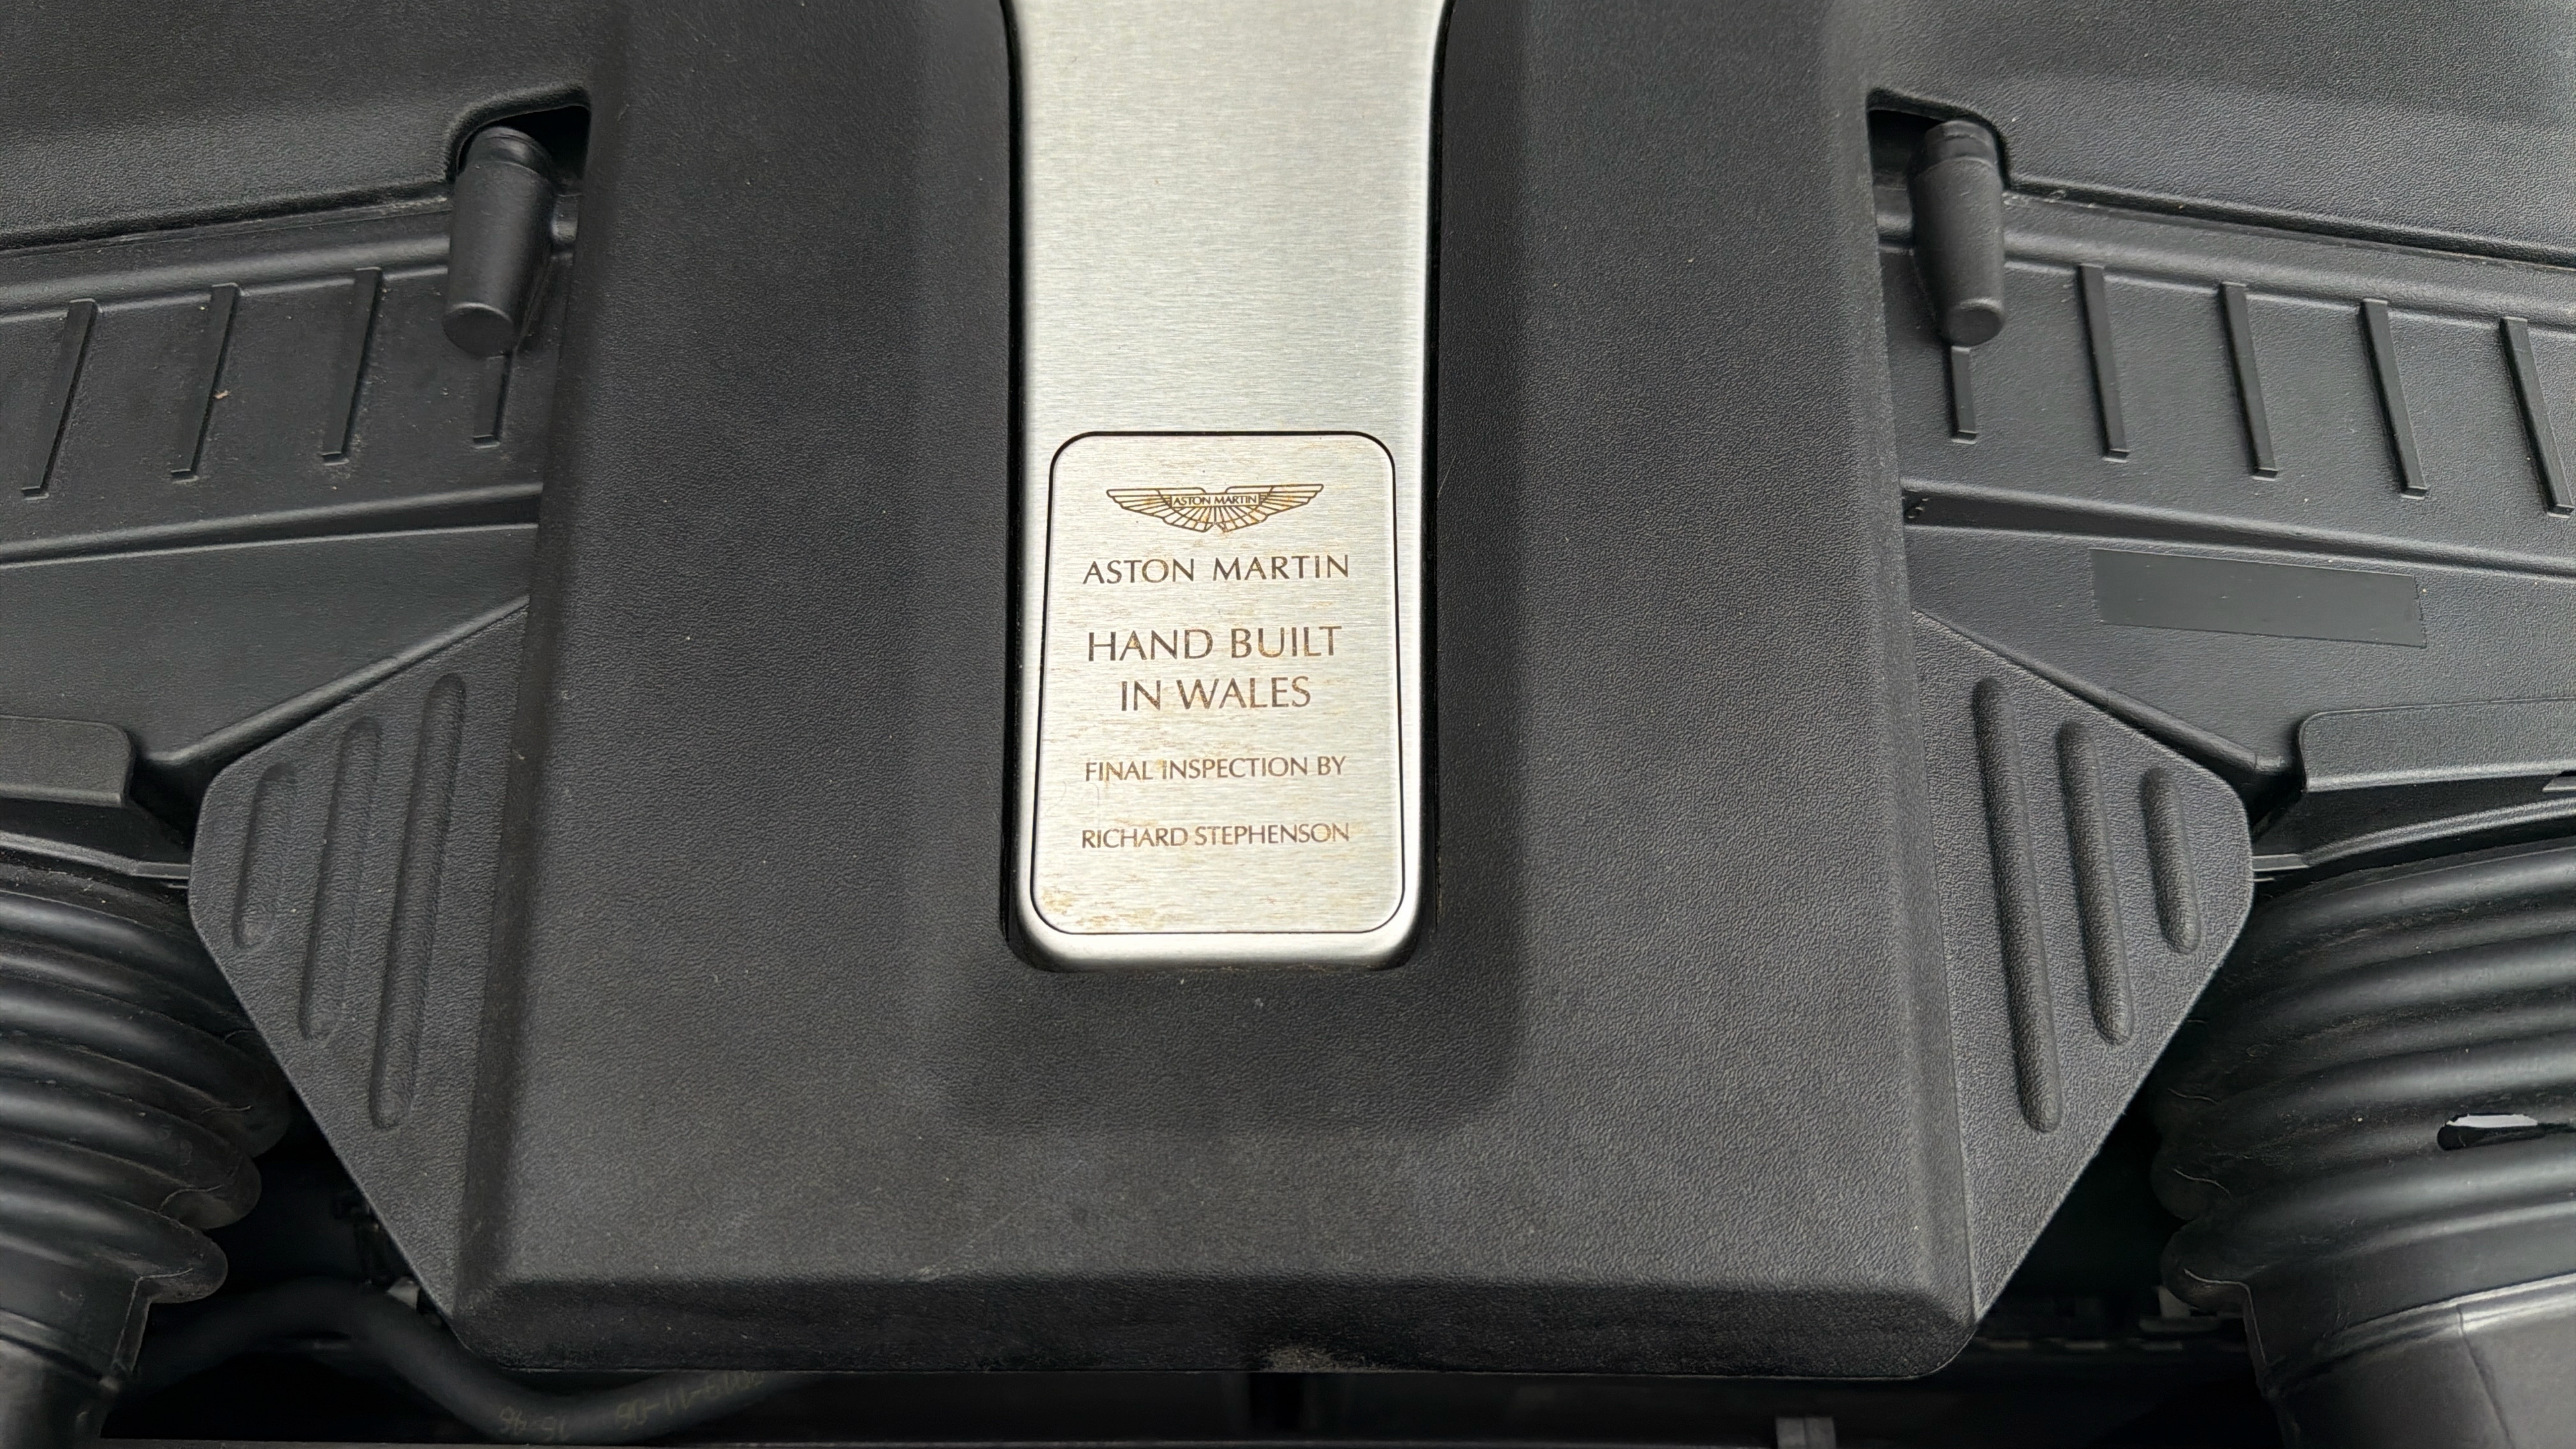 ASTON MARTIN
ASTON MARTIN
HAND BUILT
IN WALES
FINAL INSPECTION BY
RICHARD STEPHENSON